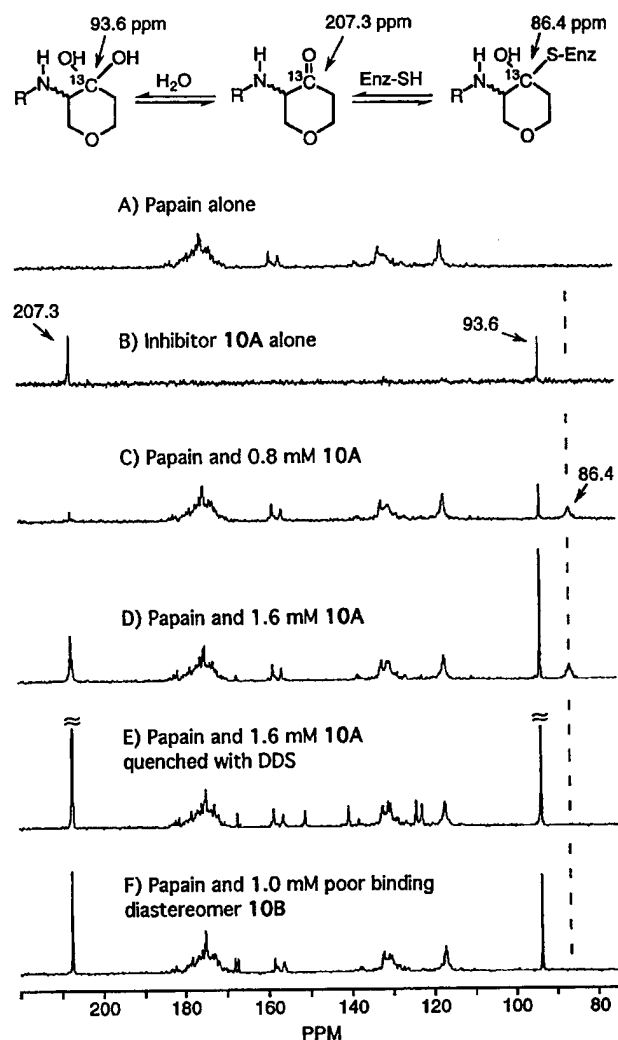 93.6 ppm
207.3 ppm
86.4 ppm
OH
OH
13C
H
N
R
O
H2O
O
13C
H
N
R
O
Enz-SH
OH
S-Enz
13C
H
N
R
O
A) Papain alone
207.3
B) Inhibitor 10A alone
93.6
C) Papain and 0.8 mM 10A
86.4
D) Papain and 1.6 mM 10A
≈
≈
E) Papain and 1.6 mM 10A
quenched with DDS
F) Papain and 1.0 mM poor binding
diastereomer 10B
200 180 160 140 120 100 80
PPM